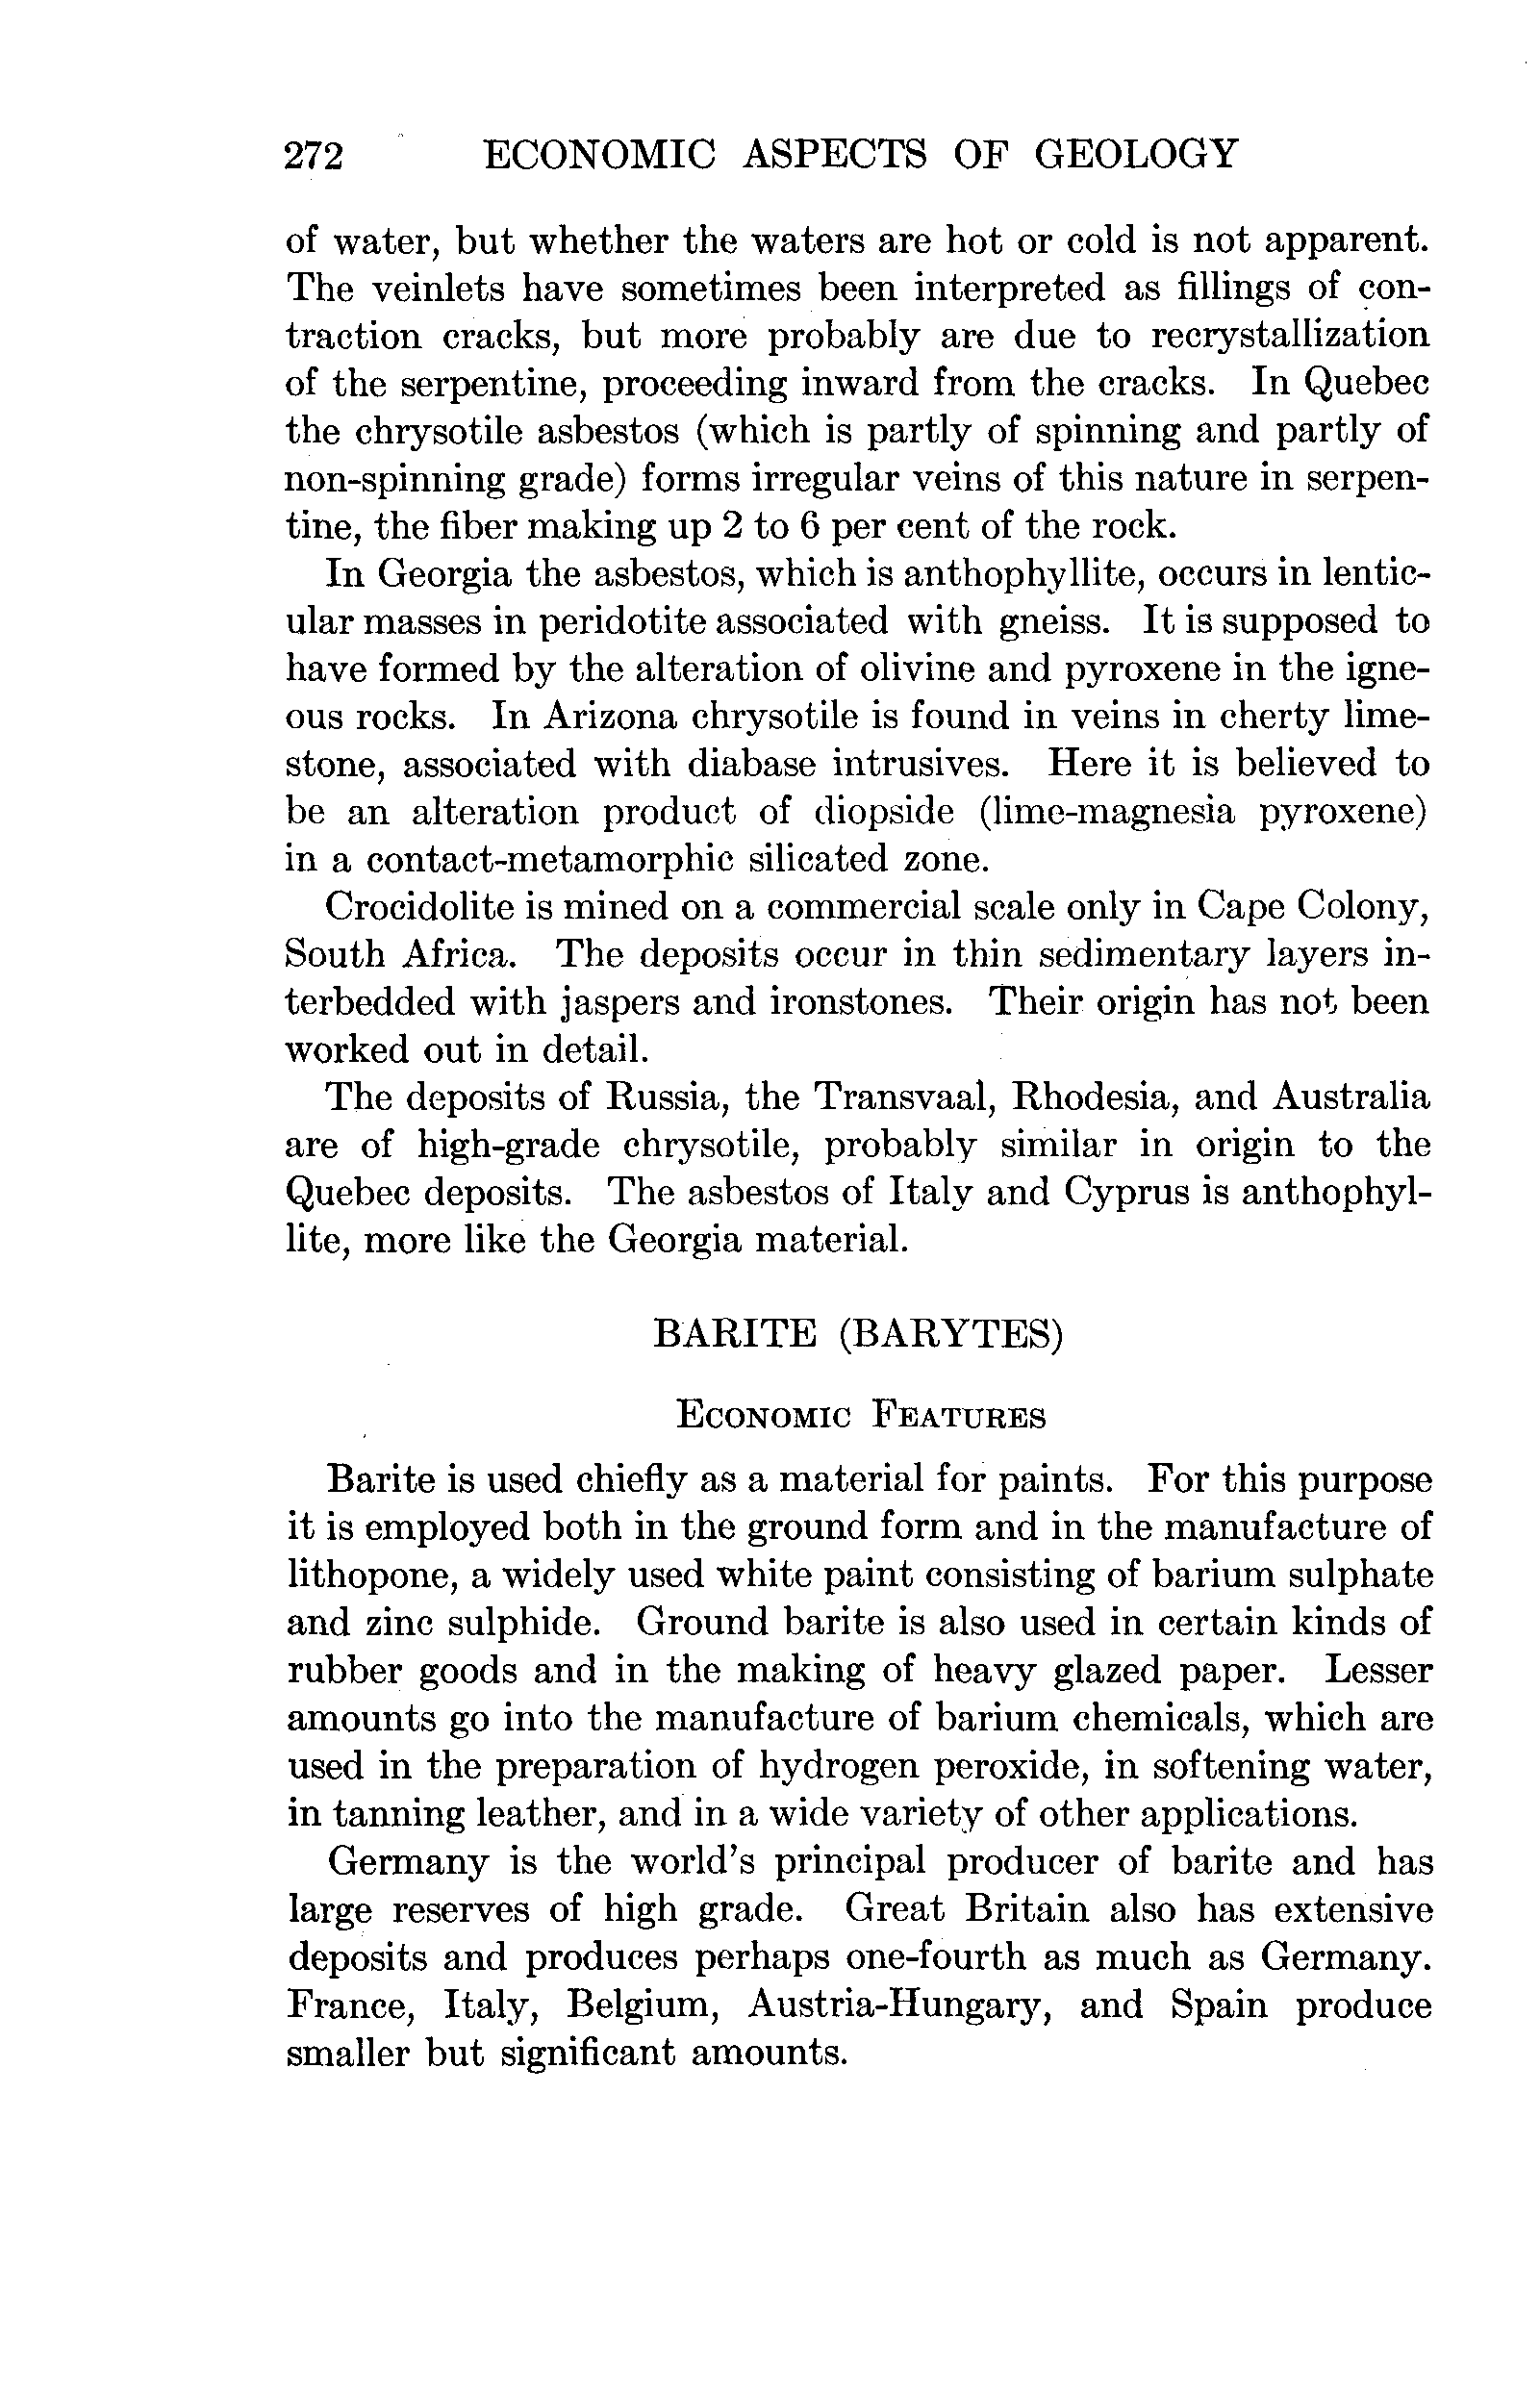 272 ECONOMIC ASPECTS OF GEOLOGY
of water, but whether the waters are hot or cold is not apparent.
The veinlets have sometimes been interpreted as fillings of con-
traction cracks, but more probably are due to recrystallization
of the serpentine, proceeding inward from the cracks. In Quebec
the chrysotile asbestos (which is partly of spinning and partly of
non-spinning grade) forms irregular veins of this nature in serpen-
tine, the fiber making up 2 to 6 per cent of the rock.
In Georgia the asbestos, which is anthophyllite, occurs in lentic-
ular masses in peridotite associated with gneiss. It is supposed to
have formed by the alteration of olivine and pyroxene in the igne-
ous rocks. In Arizona chrysotile is found in veins in cherty lime-
stone, associated with diabase intrusives. Here it is believed to
be an alteration product of diopside (lime-magnesia pyroxene)
in a contact-metamorphic silicated zone.
Crocidolite is mined on a commercial scale only in Cape Colony,
South Africa. The deposits occur in thin sedimentary layers in-
terbedded with jaspers and ironstones. Their origin has not been
worked out in detail.
The deposits of Russia, the Transvaal, Rhodesia, and Australia
are of high-grade chrysotile, probably similar in origin to the
Quebec deposits. The asbestos of Italy and Cyprus is anthophyl-
lite, more like the Georgia material.
BARITE (BARYTES)
ECONOMIC FEATURES
Barite is used chiefly as a material for paints. For this purpose
it is employed both in the ground form and in the manufacture of
lithopone, a widely used white paint consisting of barium sulphate
and zinc sulphide. Ground barite is also used in certain kinds of
rubber goods and in the making of heavy glazed paper. Lesser
amounts go into the manufacture of barium chemicals, which are
used in the preparation of hydrogen peroxide, in softening water,
in tanning leather, and in a wide variety of other applications.
Germany is the world's principal producer of barite and has
large reserves of high grade. Great Britain also has extensive
deposits and produces perhaps one-fourth as much as Germany.
France, Italy, Belgium, Austria-Hungary, and Spain produce
smaller but significant amounts.